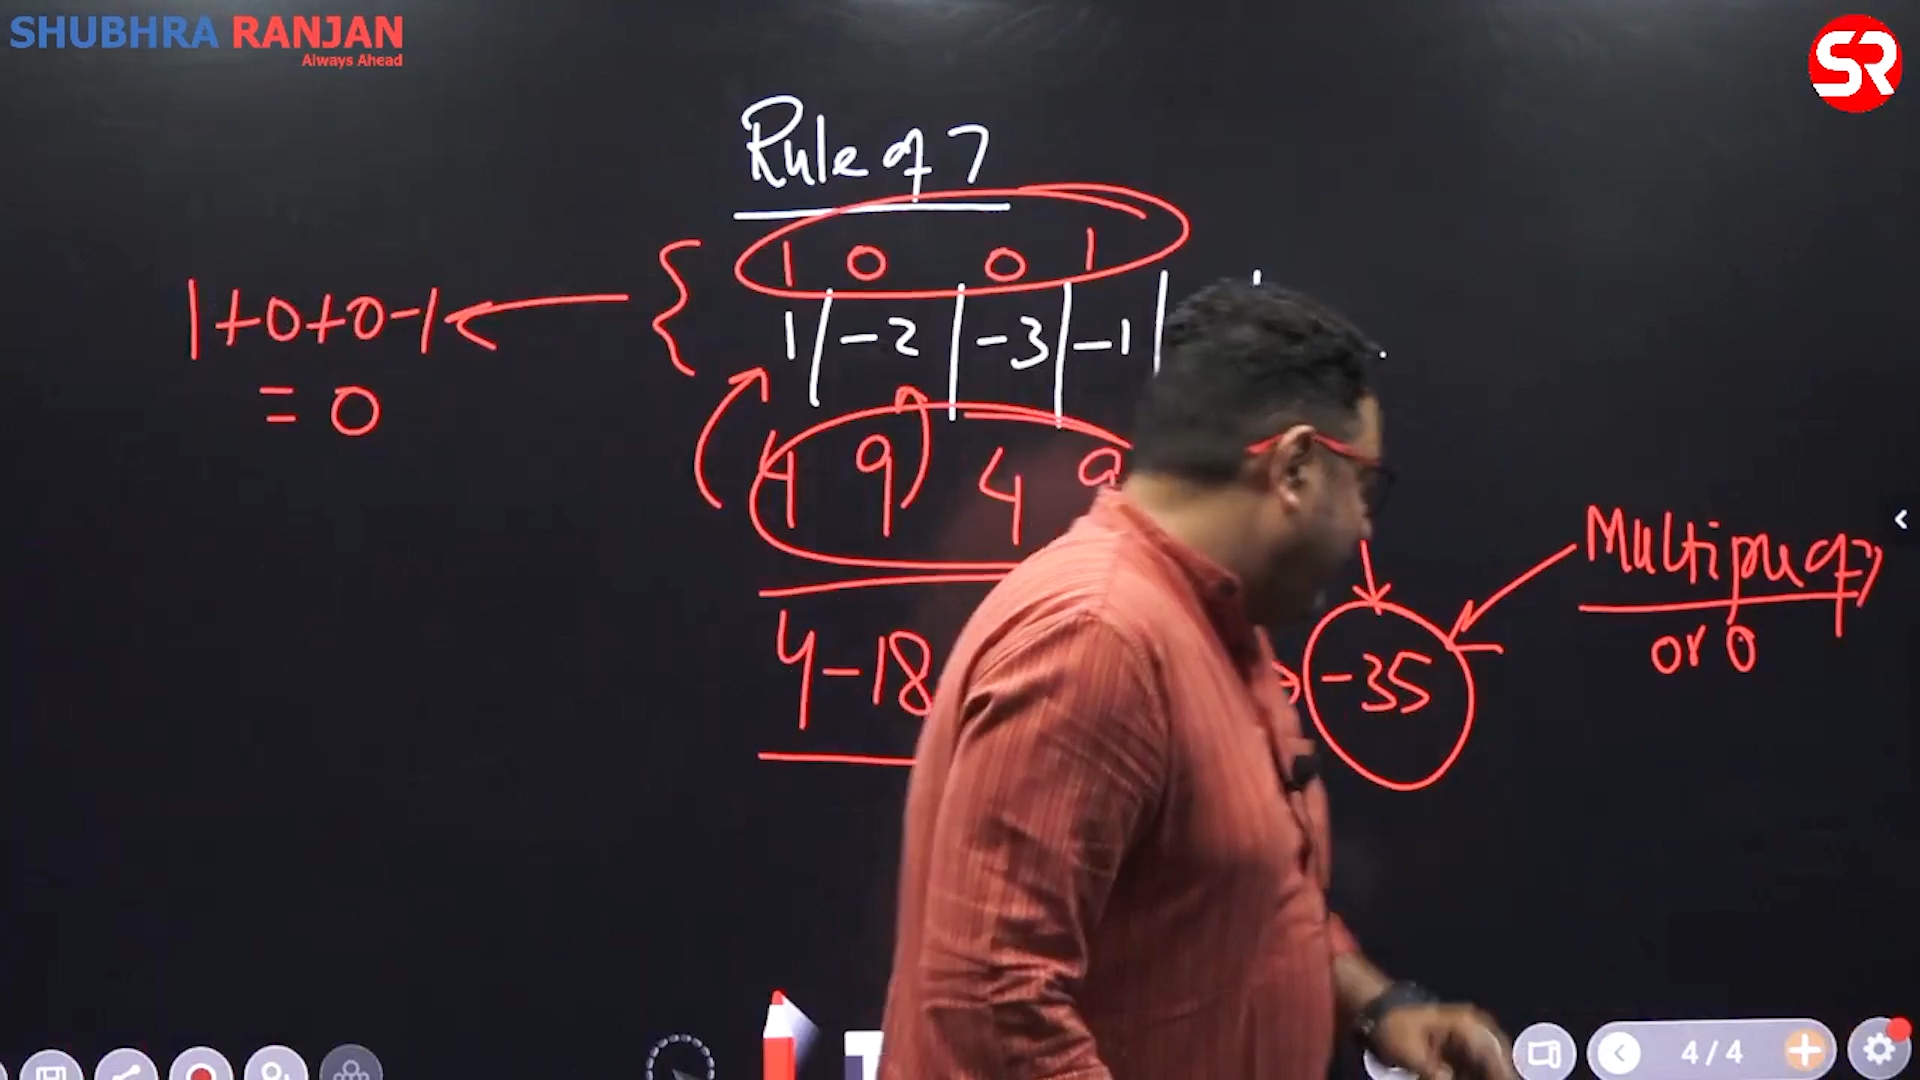 SHUBHRA RANJAN
Always Ahead
SR
Rule of 7
1 0 0 1
1+0+0-1
= 0
1 | -2 | -3 | -1 |
4 9 4 9
4-18
-35
Multiple of 7
or 0
4/4